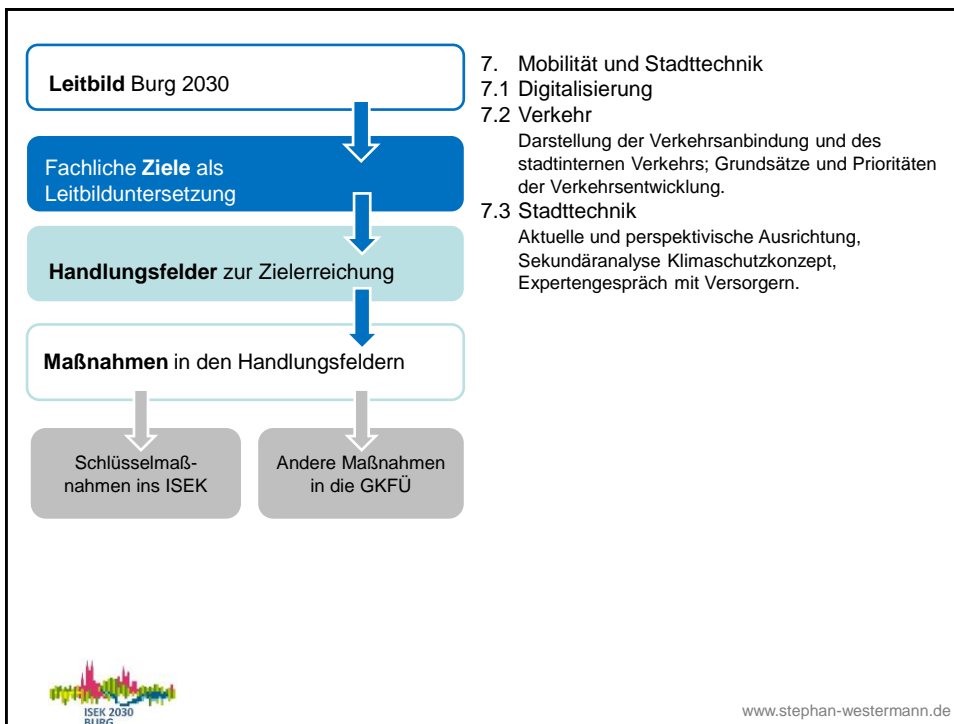 Leitbild Burg 2030
Fachliche Ziele als
Leitbilduntersetzung
Handlungsfelder zur Zielerreichung
Maßnahmen in den Handlungsfeldern
Schlüsselmaß-
nahmen ins ISEK
Andere Maßnahmen
in die GKFÜ
7. Mobilität und Stadttechnik
7.1 Digitalisierung
7.2 Verkehr
Darstellung der Verkehrsanbindung und des
stadtinternen Verkehrs; Grundsätze und Prioritäten
der Verkehrsentwicklung.
7.3 Stadttechnik
Aktuelle und perspektivische Ausrichtung,
Sekundäranalyse Klimaschutzkonzept,
Expertengespräch mit Versorgern.
ISEK 2030
BURG
www.stephan-westermann.de